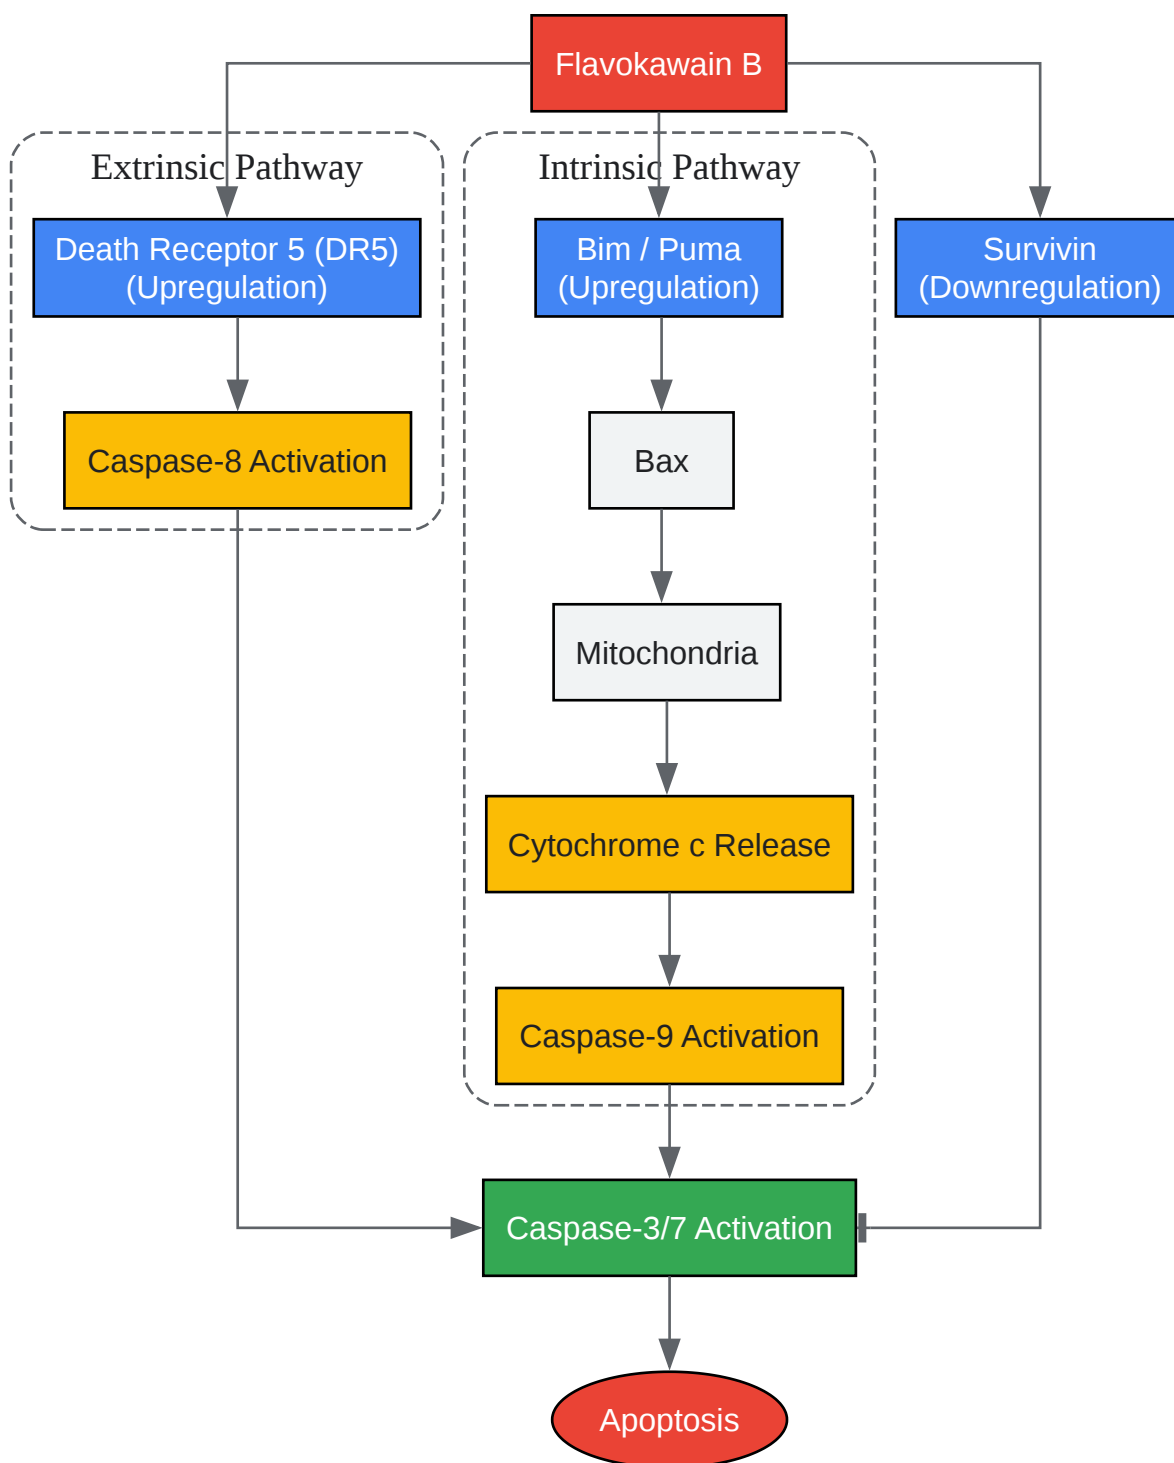 Flavokawain B
Extrinsic Pathway
Intrinsic Pathway
Death Receptor 5 (DR5)
(Upregulation)
Bim / Puma
(Upregulation)
Survivin
(Downregulation)
Caspase-8 Activation
Bax
Mitochondria
Cytochrome c Release
Caspase-9 Activation
Caspase-3/7 Activation
Apoptosis